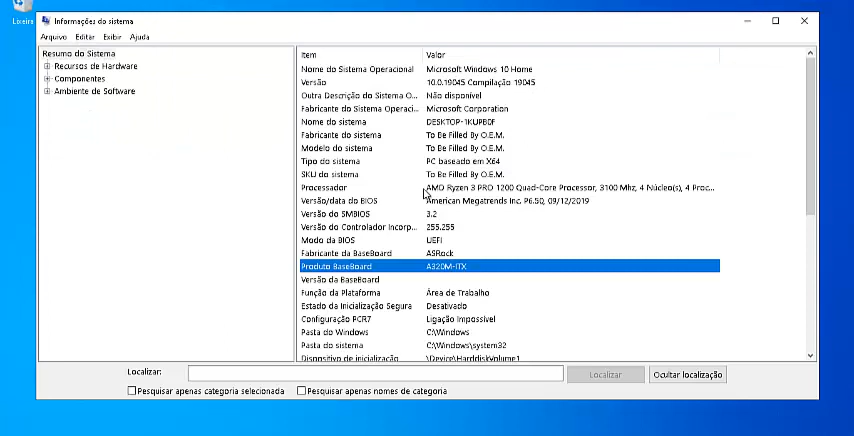 Lixeira
Informações do sistema
Arquivo Editar Exibir Ajuda
Resumo do Sistema
Recursos de Hardware
Componentes
Ambiente de Software
Item Valor
Nome do Sistema Operacional Microsoft Windows 10 Home
Versão 10.0.19045 Compilação 19045
Outra Descrição do Sistema O... Não disponível
Fabricante do Sistema Operaci... Microsoft Corporation
Nome do sistema DESKTOP-1KUPB0F
Fabricante do sistema To Be Filled By O.E.M.
Modelo do sistema To Be Filled By O.E.M.
Tipo do sistema PC baseado em X64
SKU do sistema To Be Filled By O.E.M.
Processador AMD Ryzen 3 PRO 1200 Quad-Core Processor, 3100 Mhz, 4 Núcleo(s), 4 Proc...
Versão/data do BIOS American Megatrends Inc. P6.50, 09/12/2019
Versão do SMBIOS 3.2
Versão do Controlador Incorp... 255.255
Modo da BIOS UEFI
Fabricante da BaseBoard ASRock
Produto BaseBoard A320M-ITX
Versão da BaseBoard
Função da Plataforma Área de Trabalho
Estado da Inicialização Segura Desativado
Configuração PCR7 Ligação Impossível
Pasta do Windows C:\Windows
Pasta do sistema C:\Windows\system32
Dispositivo de inicialização \Device\HarddiskVolume1
Localizar: Localizar Ocultar localização
Pesquisar apenas categoria selecionada Pesquisar apenas nomes de categoria